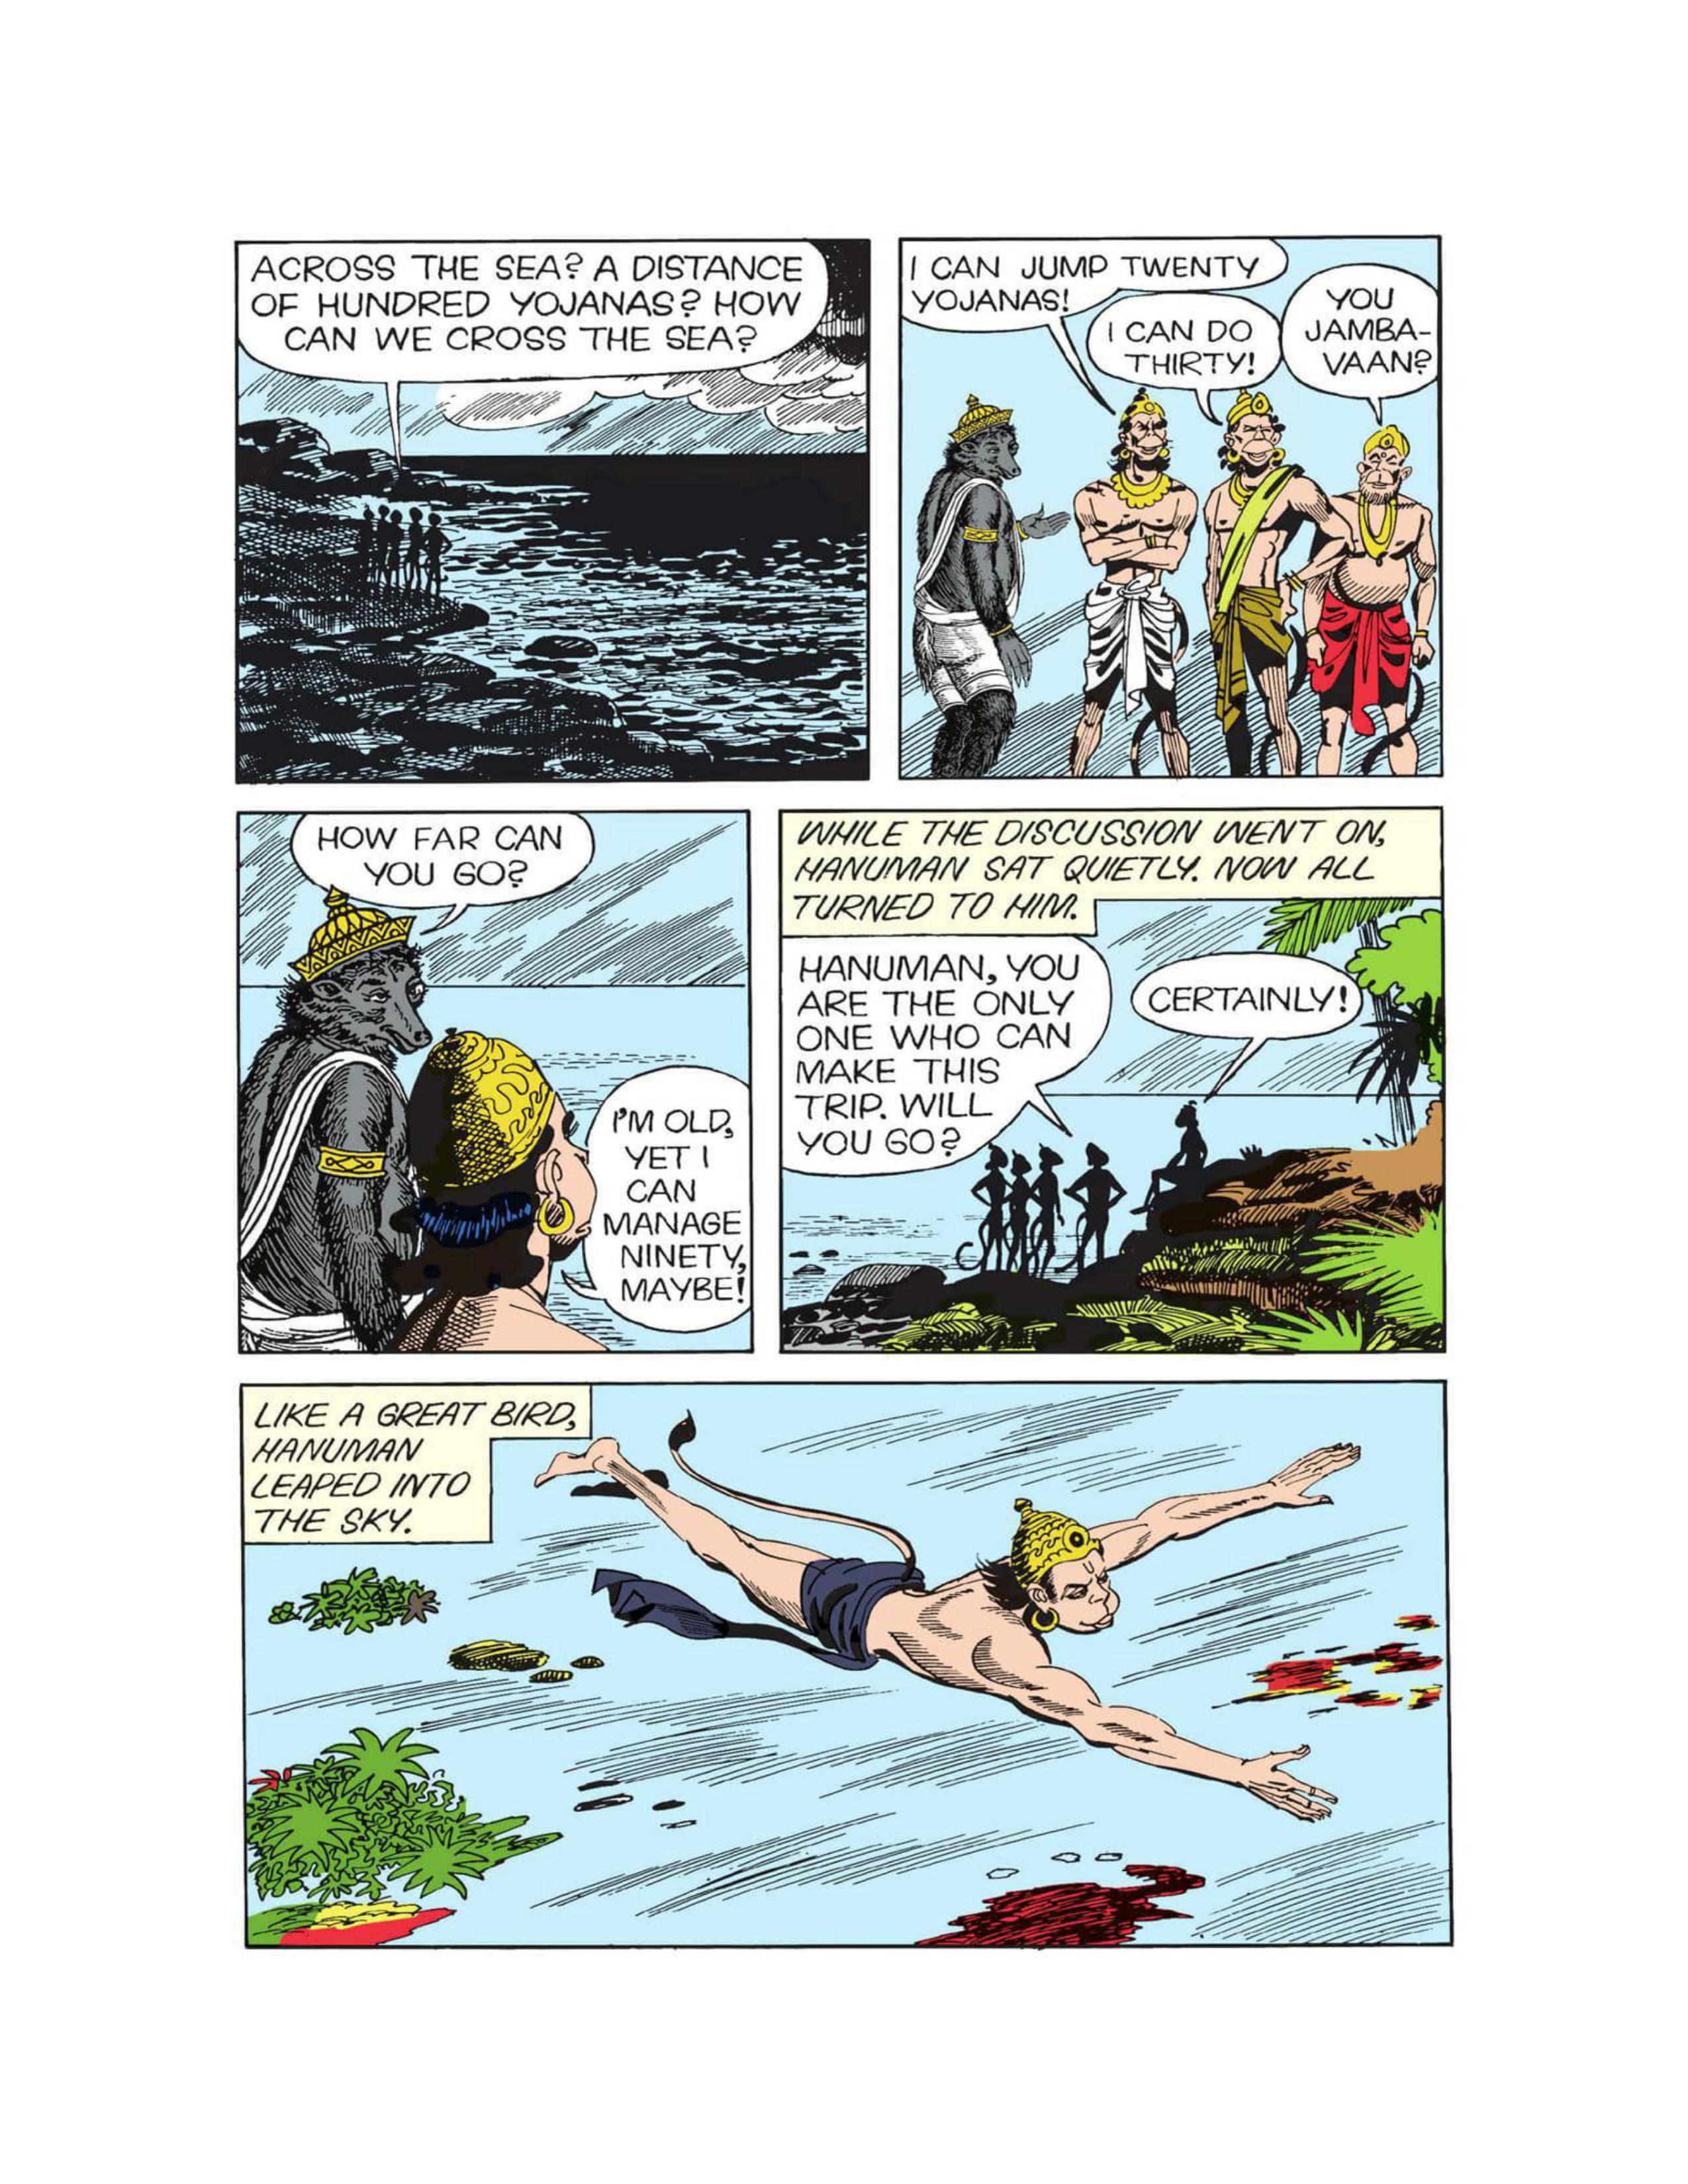 ACROSS THE SEA? A DISTANCE
OF HUNDRED YOJANAS? HOW
CAN WE CROSS THE SEA?
I CAN JUMP TWENTY
YOJANAS!
I CAN DO
THIRTY!
YOU
JAMBA-
VAAN?
HOW FAR CAN
YOU GO?
I'M OLD,
YET I
CAN
MANAGE
NINETY,
MAYBE!
WHILE THE DISCUSSION WENT ON,
HANUMAN SAT QUIETLY. NOW ALL
TURNED TO HIM.
HANUMAN, YOU
ARE THE ONLY
ONE WHO CAN
MAKE THIS
TRIP. WILL
YOU GO?
CERTAINLY!
LIKE A GREAT BIRD,
HANUMAN
LEAPED INTO
THE SKY.